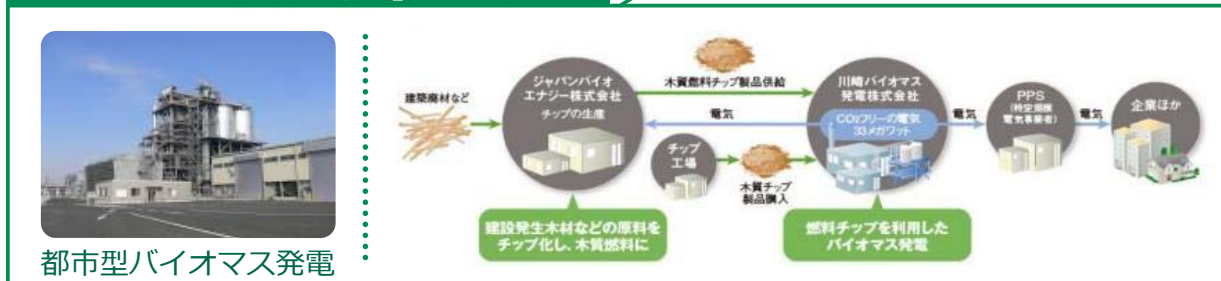 都市型バイオマス発電
建築廃材など
ジャパンバイオ
エナジー株式会社
チップの生産
木質燃料チップ製品供給
電気
チップ
工場
木質チップ
製品購入
川崎バイオマス
発電株式会社
CO₂フリーの電気
33メガワット
電気
PPS
(特定規模
電気事業者)
電気
企業ほか
建設発生木材などの原料を
チップ化し、木質燃料に
燃料チップを利用した
バイオマス発電